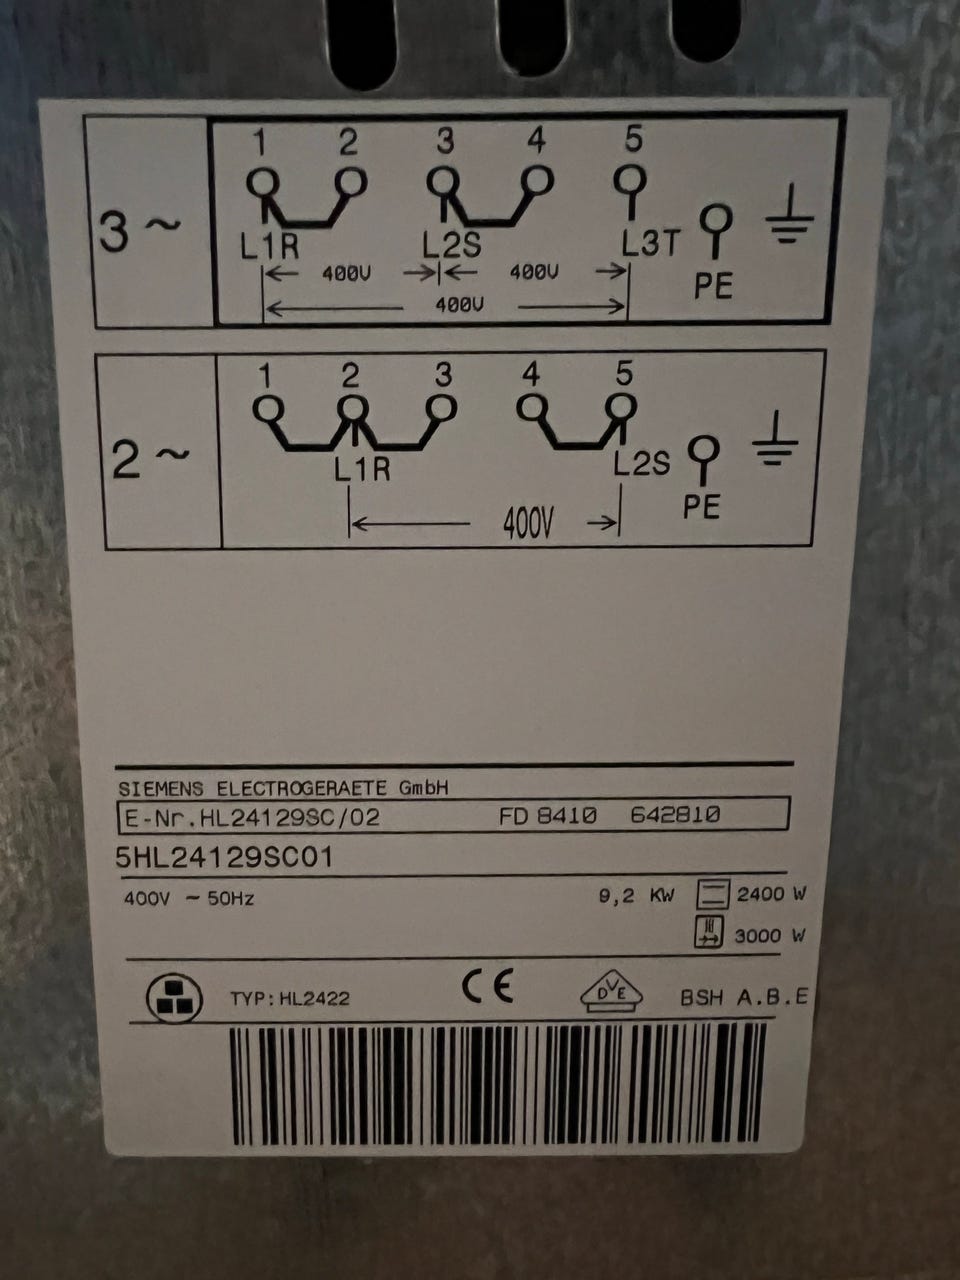 1 2 3 4 5
3 ~
L1R L2S L3T
PE
400V 400V
400V
1 2 3 4 5
2 ~
L1R L2S
PE
400V
SIEMENS ELECTROGERAETE GmbH
E-Nr.HL24129SC/02 FD 8410 642810
5HL24129SC01
400V ~ 50Hz 9,2 KW 2400 W
3000 W
TYP:HL2422 CE DVE BSH A.B.E